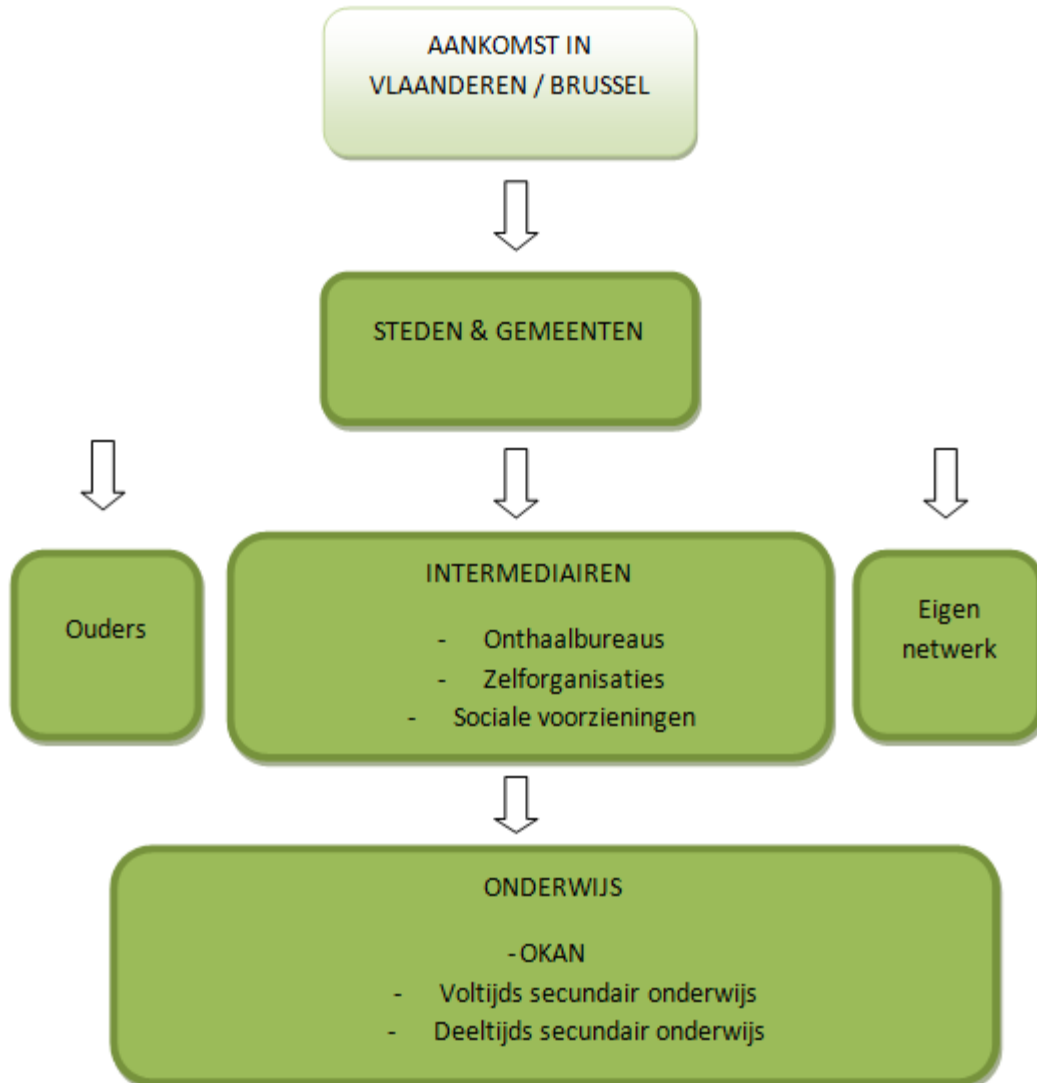 AANKOMST IN
VLAANDEREN / BRUSSEL
STEDEN & GEMEENTEN
Ouders
INTERMEDIAIREN
- Onthaalbureaus
- Zelforganisaties
- Sociale voorzieningen
Eigen
netwerk
ONDERWIJS
- OKAN
- Voltijds secundair onderwijs
- Deeltijds secundair onderwijs